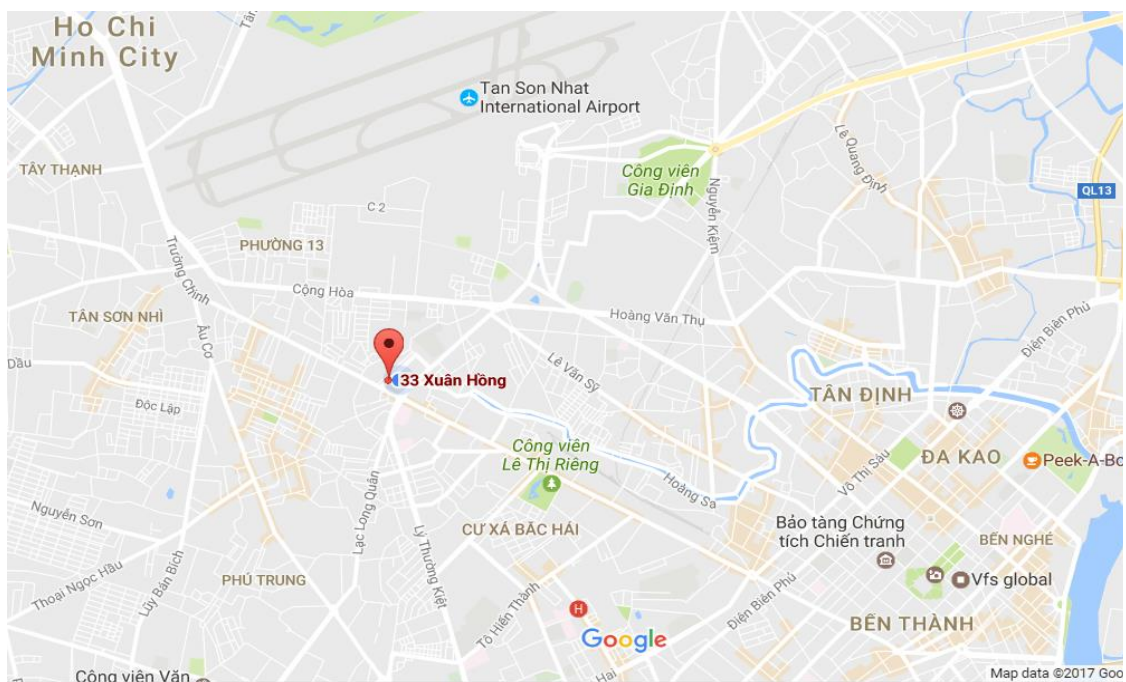 Ho Chi
Minh City
Tân
Tan Son Nhat
International Airport
TÂY THẠNH
Công viên
Gia Định
Lê Quang Định
QL13
Nguyễn Kiệm
C 2
PHƯỜNG 13
Trường Chinh
Cộng Hòa
Hoàng Văn Thụ
TÂN SƠN NHÌ
Âu Cơ
Điện Biên Phủ
Dầu
33 Xuân Hồng
Lê Văn Sỹ
Độc Lập
TÂN ĐỊNH
Công viên
Lê Thị Riêng
ĐA KAO
Peek-A-Bo
Võ Thị Sáu
Hoàng Sa
Nguyễn Sơn
Lạc Long Quân
Lý Thường Kiệt
CƯ XÁ BẮC HẢI
Bảo tàng Chứng
tích Chiến tranh
BẾN NGHÉ
Thoại Ngọc Hầu
Lũy Bán Bích
PHÚ TRUNG
Vfs global
Tô Hiến Thành
H
Điện Biên Phủ
BẾN THÀNH
Google
Công viên Văn
Hai
Map data ©2017 Goo